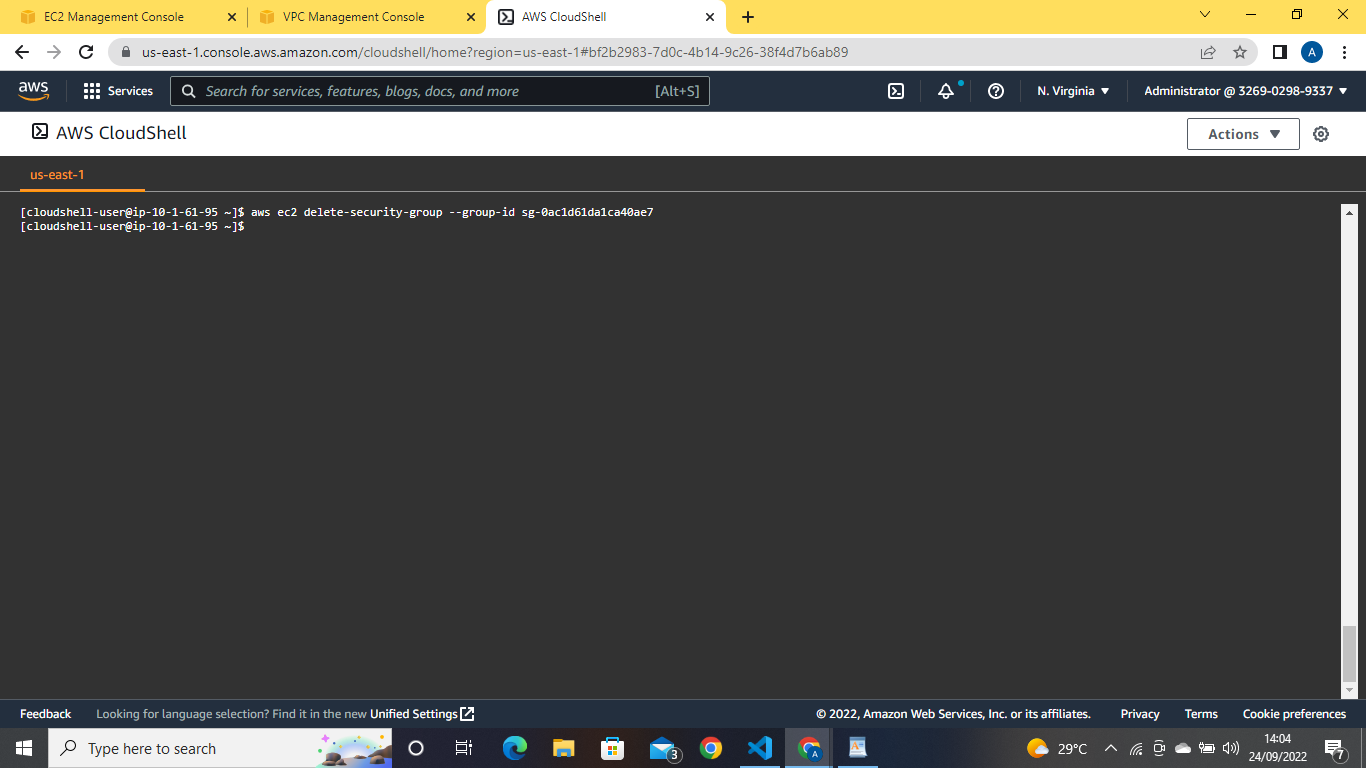 EC2 Management Console
VPC Management Console
AWS CloudShell
us-east-1.console.aws.amazon.com/cloudshell/home?region=us-east-1#bf2b2983-7d0c-4b14-9c26-38f4d7b6ab89
A
aws
Services
Search for services, features, blogs, docs, and more
[Alt+S]
N. Virginia
Administrator @ 3269-0298-9337
AWS CloudShell
Actions
us-east-1
[cloudshell-user@ip-10-1-61-95 ~]$ aws ec2 delete-security-group --group-id sg-0ac1d61da1ca40ae7
[cloudshell-user@ip-10-1-61-95 ~]$
Feedback
Looking for language selection? Find it in the new Unified Settings
© 2022, Amazon Web Services, Inc. or its affiliates.
Privacy
Terms
Cookie preferences
Type here to search
3
A
29°C
14:04
24/09/2022
7